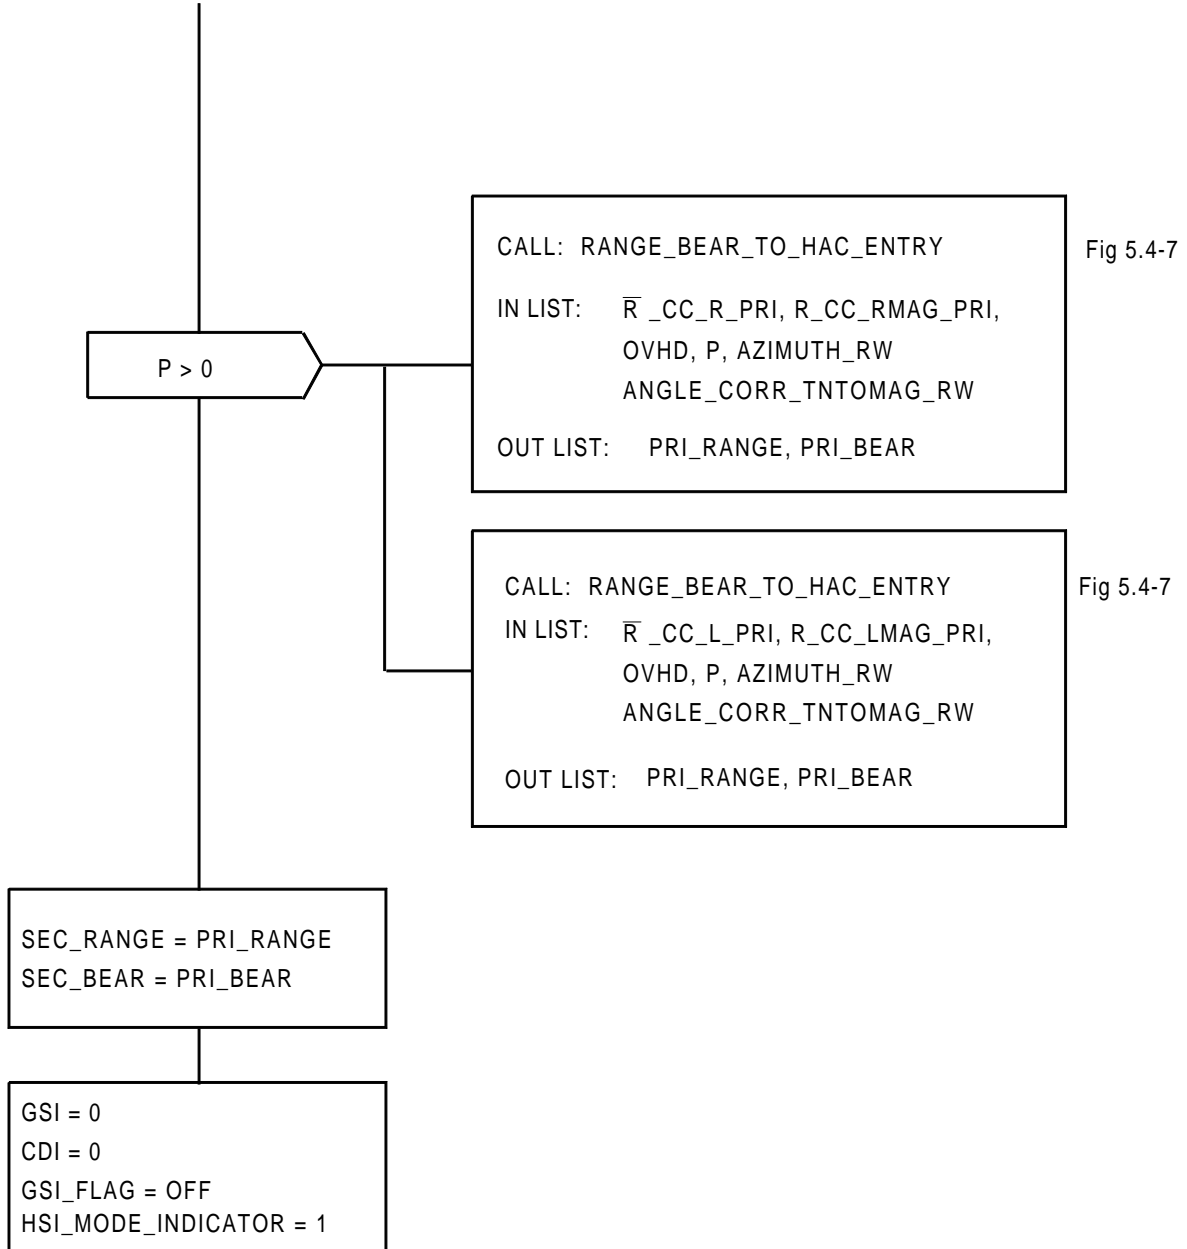 CALL: RANGE_BEAR_TO_HAC_ENTRY
Fig 5.4-7
IN LIST: R̅ _CC_R_PRI, R_CC_RMAG_PRI,
OVHD, P, AZIMUTH_RW
ANGLE_CORR_TNTOMAG_RW
OUT LIST: PRI_RANGE, PRI_BEAR
P > 0
CALL: RANGE_BEAR_TO_HAC_ENTRY
Fig 5.4-7
IN LIST: R̅ _CC_L_PRI, R_CC_LMAG_PRI,
OVHD, P, AZIMUTH_RW
ANGLE_CORR_TNTOMAG_RW
OUT LIST: PRI_RANGE, PRI_BEAR
SEC_RANGE = PRI_RANGE
SEC_BEAR = PRI_BEAR
GSI = 0
CDI = 0
GSI_FLAG = OFF
HSI_MODE_INDICATOR = 1